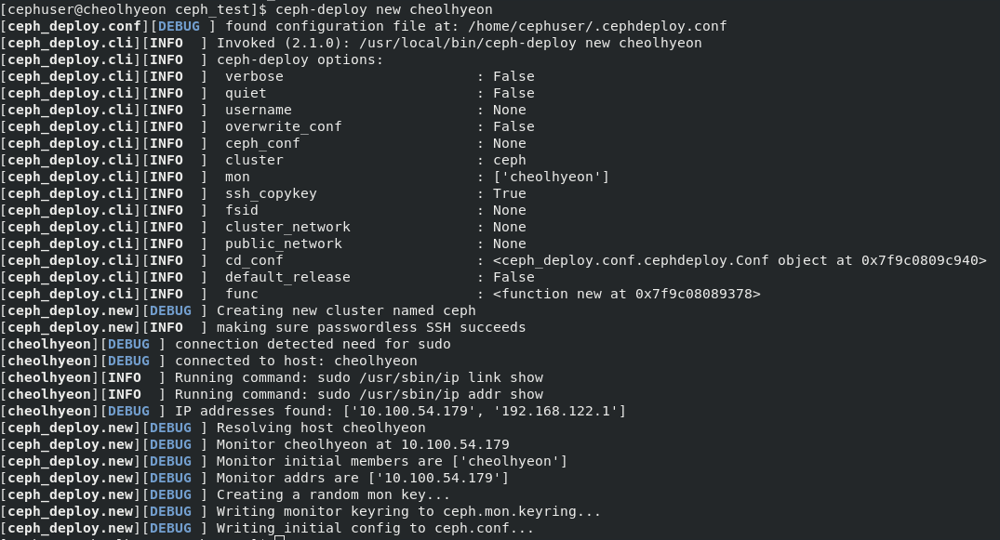 [cephuser@cheolhyeon ceph_test]$ ceph-deploy new cheolhyeon
[ceph_deploy.conf][DEBUG ] found configuration file at: /home/cephuser/.cephdeploy.conf
[ceph_deploy.cli][INFO  ] Invoked (2.1.0): /usr/local/bin/ceph-deploy new cheolhyeon
[ceph_deploy.cli][INFO  ] ceph-deploy options:
[ceph_deploy.cli][INFO  ]  verbose                       : False
[ceph_deploy.cli][INFO  ]  quiet                         : False
[ceph_deploy.cli][INFO  ]  username                      : None
[ceph_deploy.cli][INFO  ]  overwrite_conf                : False
[ceph_deploy.cli][INFO  ]  ceph_conf                     : None
[ceph_deploy.cli][INFO  ]  cluster                       : ceph
[ceph_deploy.cli][INFO  ]  mon                           : ['cheolhyeon']
[ceph_deploy.cli][INFO  ]  ssh_copykey                   : True
[ceph_deploy.cli][INFO  ]  fsid                          : None
[ceph_deploy.cli][INFO  ]  cluster_network               : None
[ceph_deploy.cli][INFO  ]  public_network                : None
[ceph_deploy.cli][INFO  ]  cd_conf                       : <ceph_deploy.conf.cephdeploy.Conf object at 0x7f9c0809c940>
[ceph_deploy.cli][INFO  ]  default_release               : False
[ceph_deploy.cli][INFO  ]  func                          : <function new at 0x7f9c08089378>
[ceph_deploy.new][DEBUG ] Creating new cluster named ceph
[ceph_deploy.new][INFO  ] making sure passwordless SSH succeeds
[cheolhyeon][DEBUG ] connection detected need for sudo
[cheolhyeon][DEBUG ] connected to host: cheolhyeon
[cheolhyeon][INFO  ] Running command: sudo /usr/sbin/ip link show
[cheolhyeon][INFO  ] Running command: sudo /usr/sbin/ip addr show
[cheolhyeon][DEBUG ] IP addresses found: ['10.100.54.179', '192.168.122.1']
[ceph_deploy.new][DEBUG ] Resolving host cheolhyeon
[ceph_deploy.new][DEBUG ] Monitor cheolhyeon at 10.100.54.179
[ceph_deploy.new][DEBUG ] Monitor initial members are ['cheolhyeon']
[ceph_deploy.new][DEBUG ] Monitor addrs are ['10.100.54.179']
[ceph_deploy.new][DEBUG ] Creating a random mon key...
[ceph_deploy.new][DEBUG ] Writing monitor keyring to ceph.mon.keyring...
[ceph_deploy.new][DEBUG ] Writing initial config to ceph.conf...